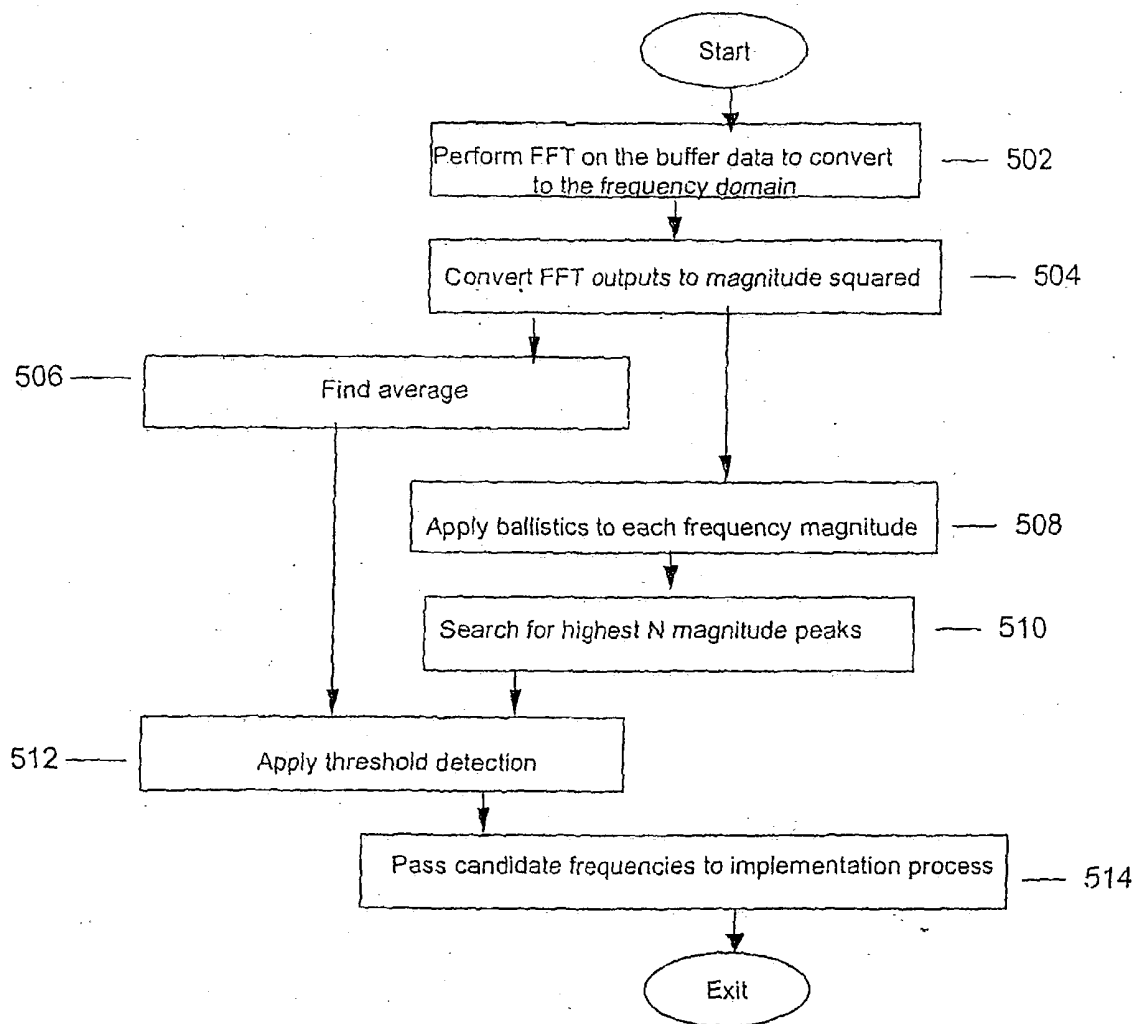 Start
Perform FFT on the buffer data to convert
to the frequency domain
502
Convert FFT outputs to magnitude squared
504
506
Find average
Apply ballistics to each frequency magnitude
508
Search for highest N magnitude peaks
510
512
Apply threshold detection
Pass candidate frequencies to implementation process
514
Exit